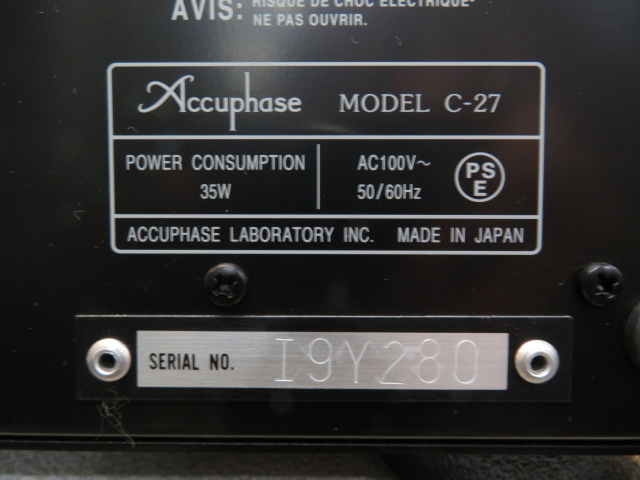 AVIS: RISQUE DE CHOC ELECTRIQUE-
NE PAS OUVRIR.
Accuphase MODEL C-27
POWER CONSUMPTION
35W
AC100V~
50/60Hz
PS
E
ACCUPHASE LABORATORY INC. MADE IN JAPAN
SERIAL NO. I9Y280